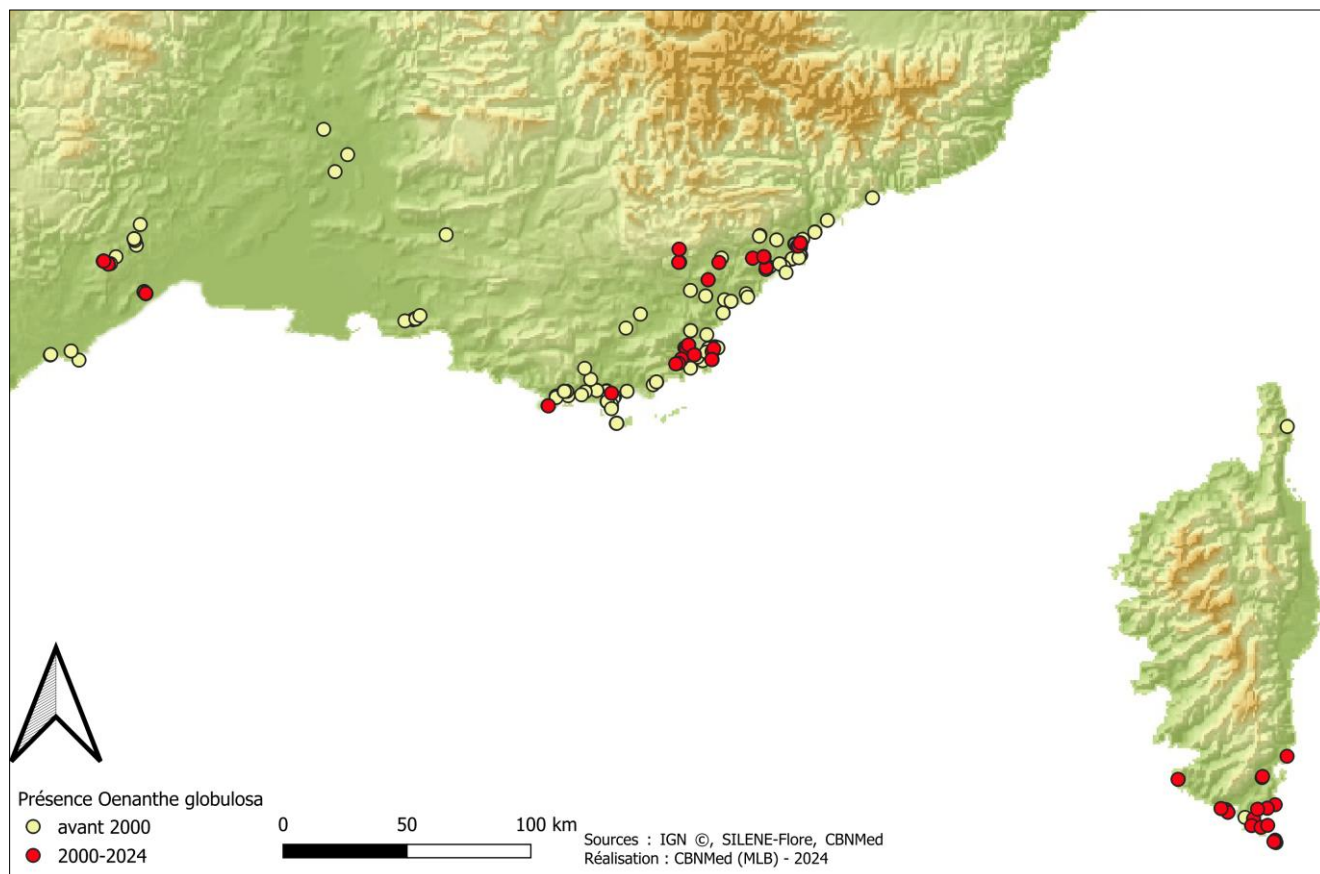 Présence Oenanthe globulosa
avant 2000
2000-2024
0 50 100 km
Sources : IGN ©, SILENE-Flore, CBNMed
Réalisation : CBNMed (MLB) - 2024